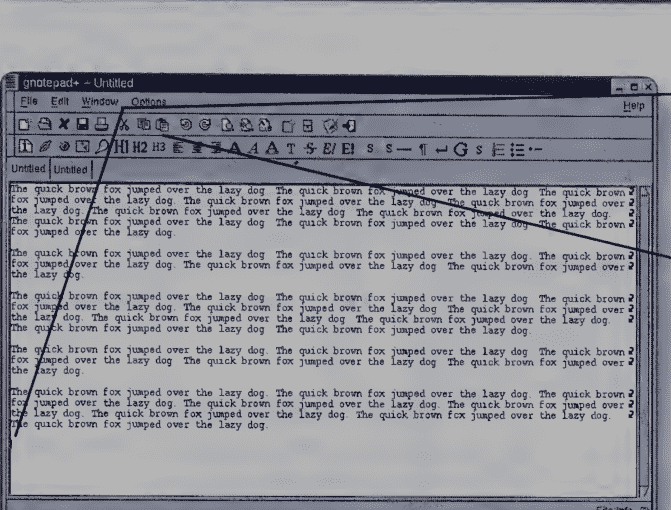 gnotepad+ - Untitled
File Edit Window Options Help
H1 H2 H3
Untitled Untitled
The quick brown fox jumped over the lazy dog The quick brown fox jumped over the lazy dog The quick brown
fox jumped over the lazy dog. The quick brown fox jumped over the lazy dog The quick brown fox jumped over
the lazy dog. The quick brown fox jumped over the lazy dog The quick brown fox jumped over the lazy dog.
The quick brown fox jumped over the lazy dog The quick brown fox jumped over the lazy dog. The quick brown
fox jumped over the lazy dog.
The quick brown fox jumped over the lazy dog. The quick brown fox jumped over the lazy dog The quick brown
fox jumped over the lazy dog. The quick brown fox jumped over the lazy dog The quick brown fox jumped over
the lazy dog.
The quick brown fox jumped over the lazy dog The quick brown fox jumped over the lazy dog The quick brown
fox jumped over the lazy dog. The quick brown fox jumped over the lazy dog The quick brown fox jumped over
the lazy dog. The quick brown fox jumped over the lazy dog The quick brown fox jumped over the lazy dog.
The quick brown fox jumped over the lazy dog The quick brown fox jumped over the lazy dog.
The quick brown fox jumped over the lazy dog. The quick brown fox jumped over the lazy dog The quick brown
fox jumped over the lazy dog The quick brown fox jumped over the lazy dog. The quick brown fox jumped over
the lazy dog.
The quick brown fox jumped over the lazy dog. The quick brown fox jumped over the lazy dog. The quick brown
fox jumped over the lazy dog. The quick brown fox jumped over the lazy dog. The quick brown fox jumped over
the lazy dog. The quick brown fox jumped over the lazy dog. The quick brown fox jumped over the lazy dog.
The quick brown fox jumped over the lazy dog.